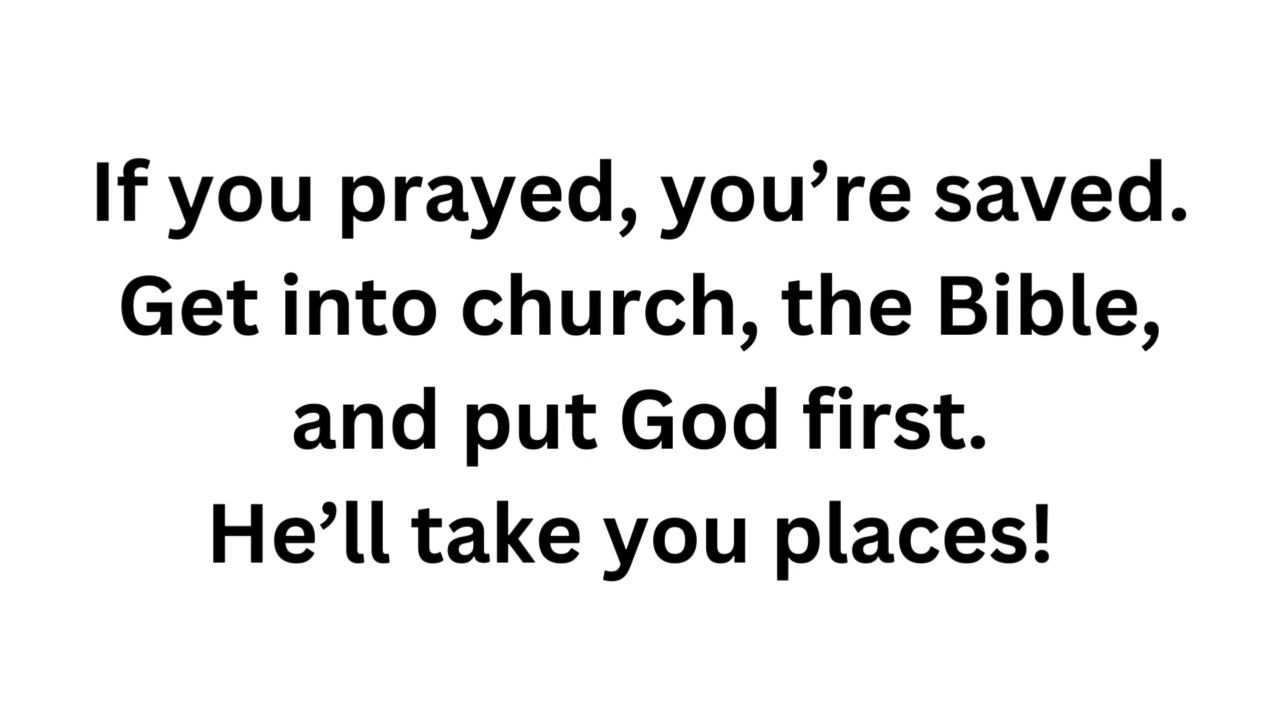 If you prayed, you’re saved.
Get into church, the Bible,
and put God first.
He’ll take you places!